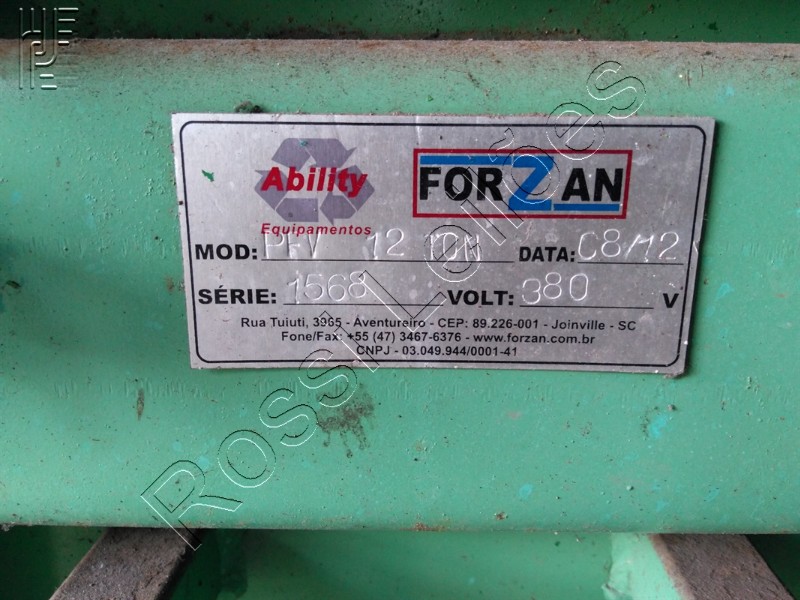 Ability
Equipamentos
FORZAN
MOD: PFV 12 TON DATA: 08/12
SÉRIE: 1568 VOLT: 380 V
Rua Tuiuti, 3965 - Aventureiro - CEP: 89.226-001 - Joinville - SC
Fone/Fax: +55 (47) 3467-6376 - www.forzan.com.br
CNPJ - 03.049.944/0001-41
Rossi Leilões